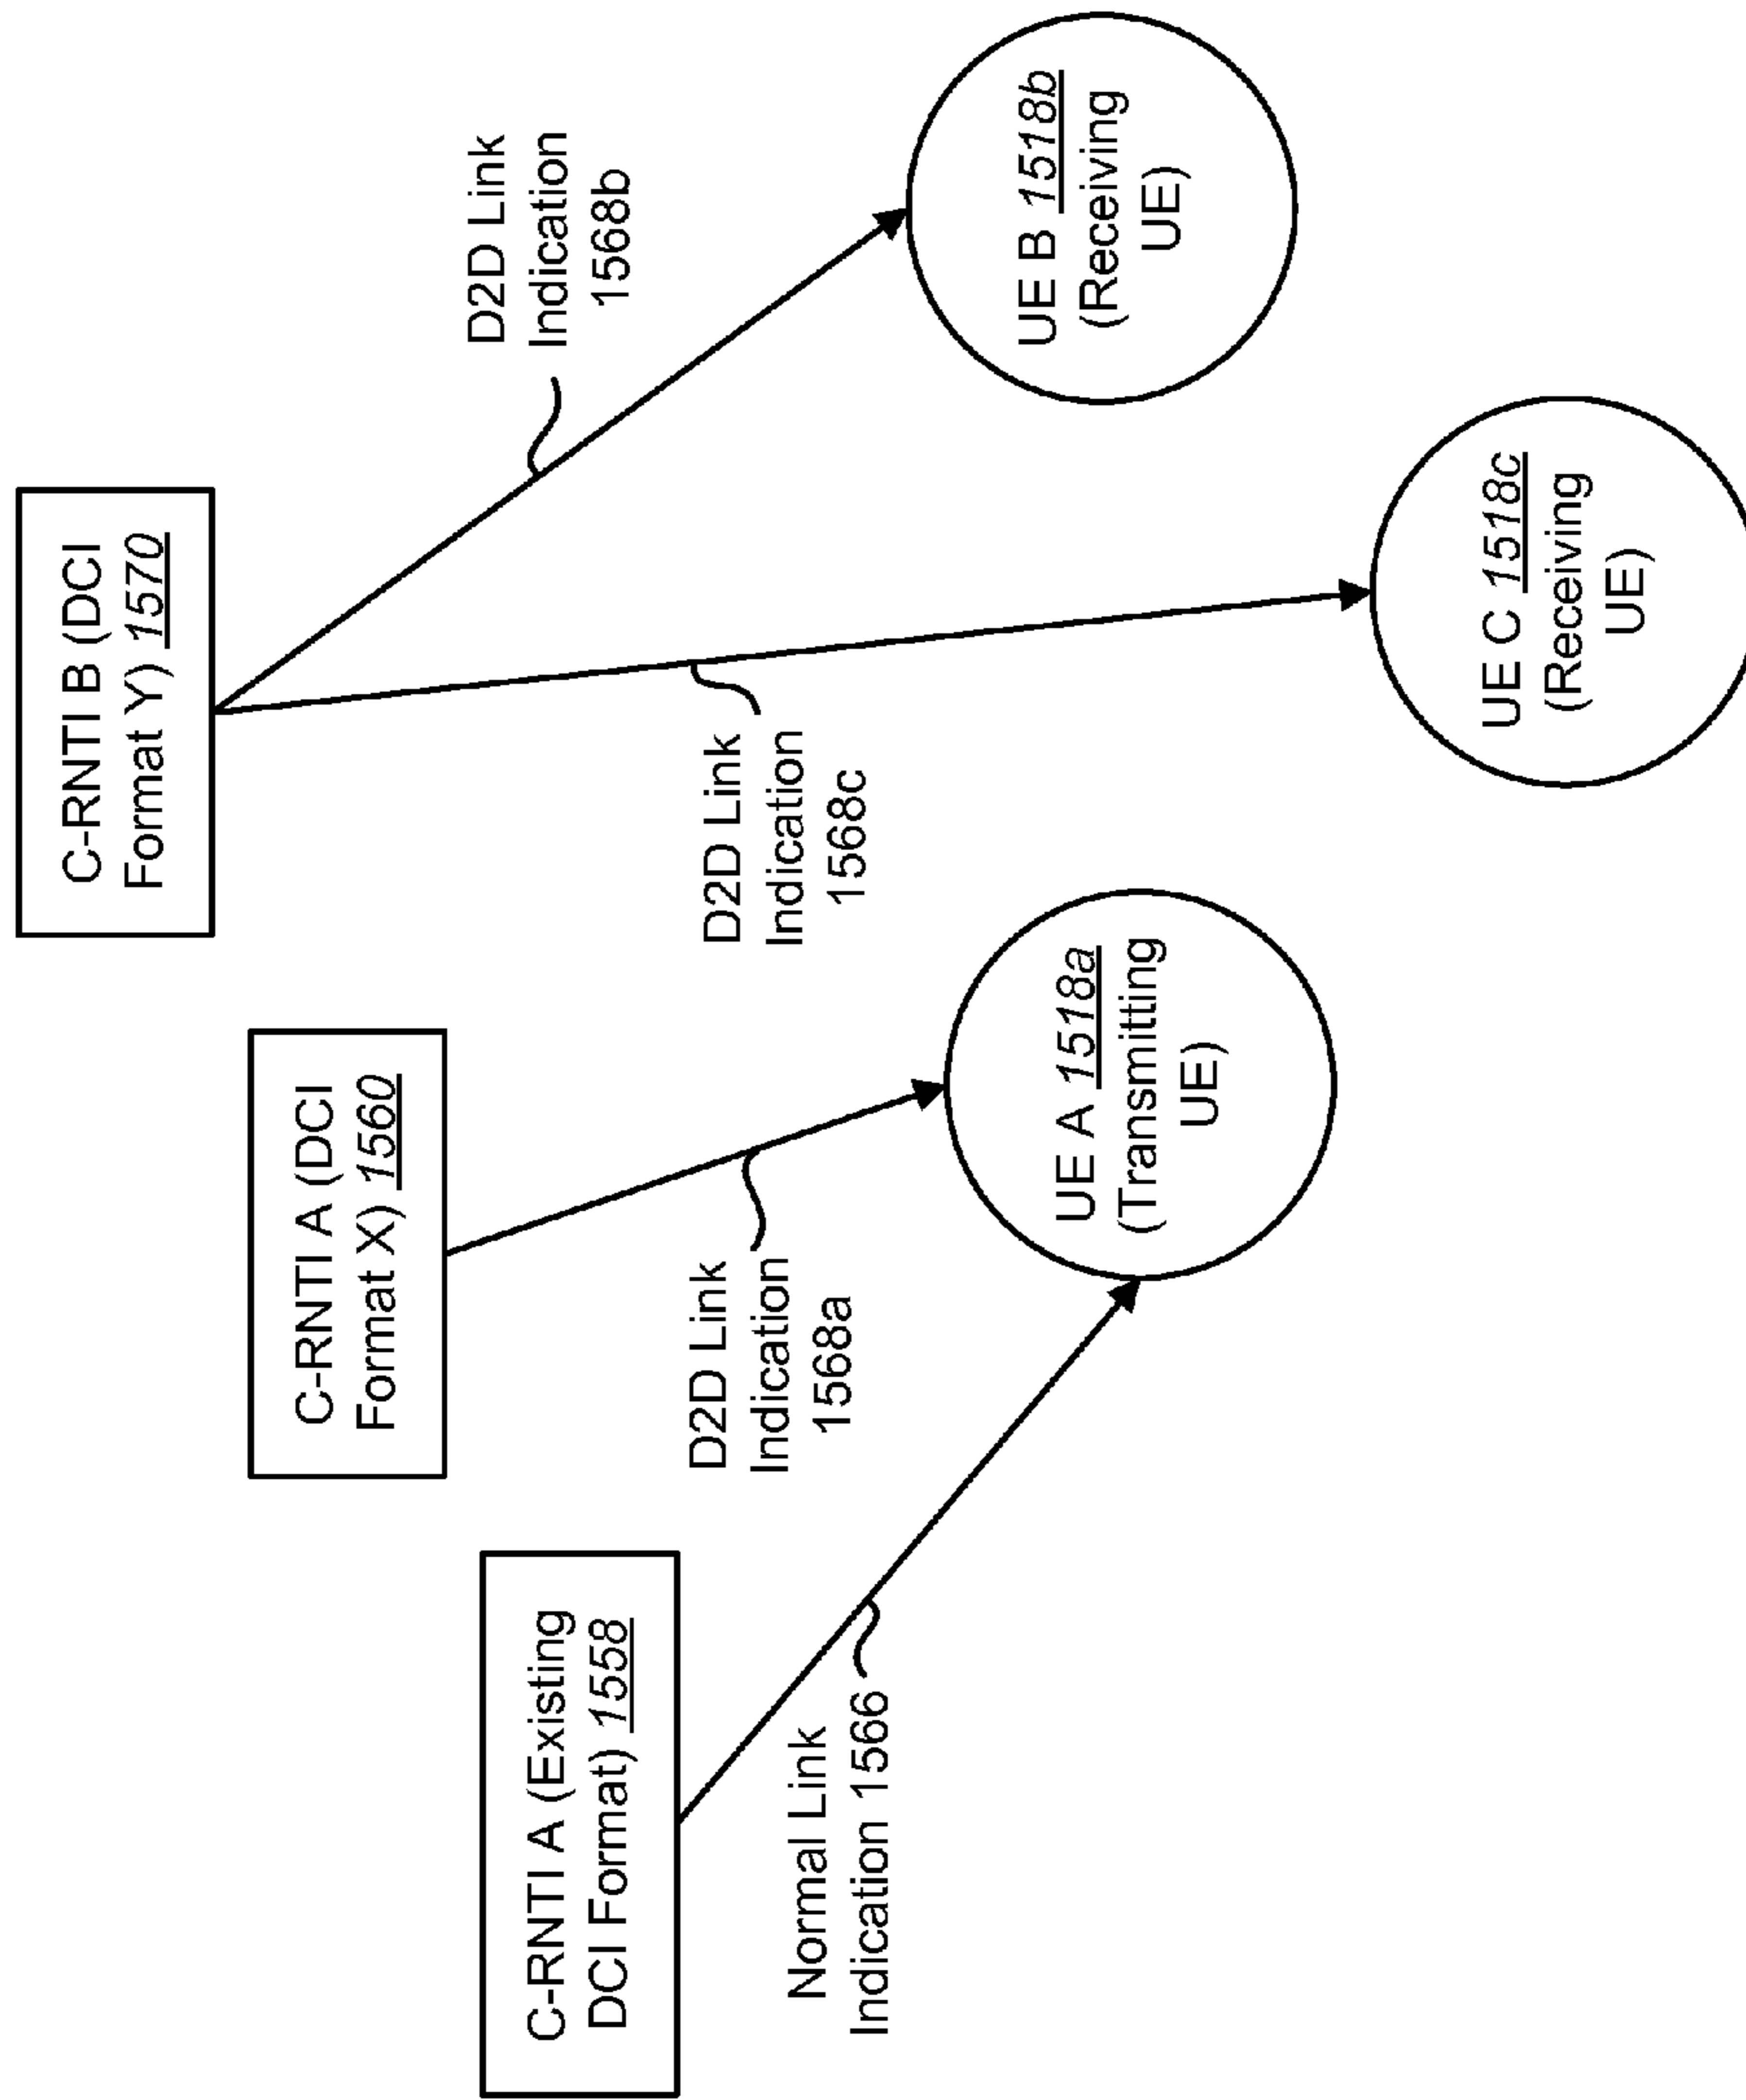 C-RNTI B (DCI
Format Y) 1570
C-RNTI A (DCI
Format X) 1560
C-RNTI A (Existing
DCI Format) 1558
D2D Link
Indication
1568b
D2D Link
Indication
1568c
D2D Link
Indication
1568a
Normal Link
Indication 1566
UE B 1518b
(Receiving
UE)
UE A 1518a
(Transmitting
UE)
UE C 1518c
(Receiving
UE)